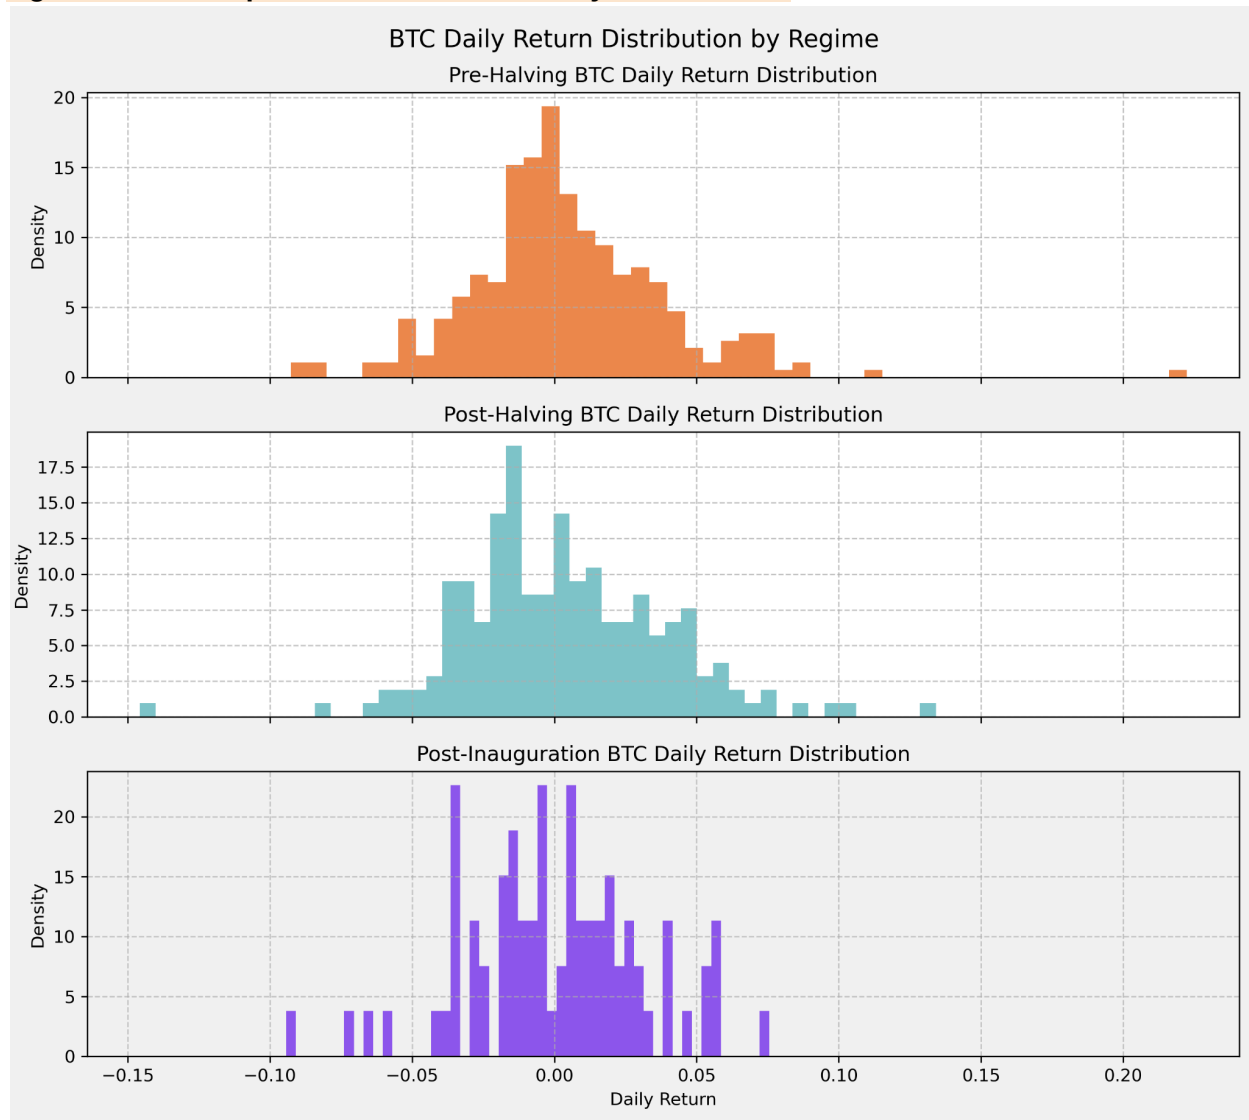 BTC Daily Return Distribution by Regime
Pre-Halving BTC Daily Return Distribution
20
15
10
5
0
Density
Post-Halving BTC Daily Return Distribution
17.5
15.0
12.5
10.0
7.5
5.0
2.5
0.0
Density
Post-Inauguration BTC Daily Return Distribution
20
15
10
5
0
Density
−0.15 −0.10 −0.05 0.00 0.05 0.10 0.15 0.20
Daily Return